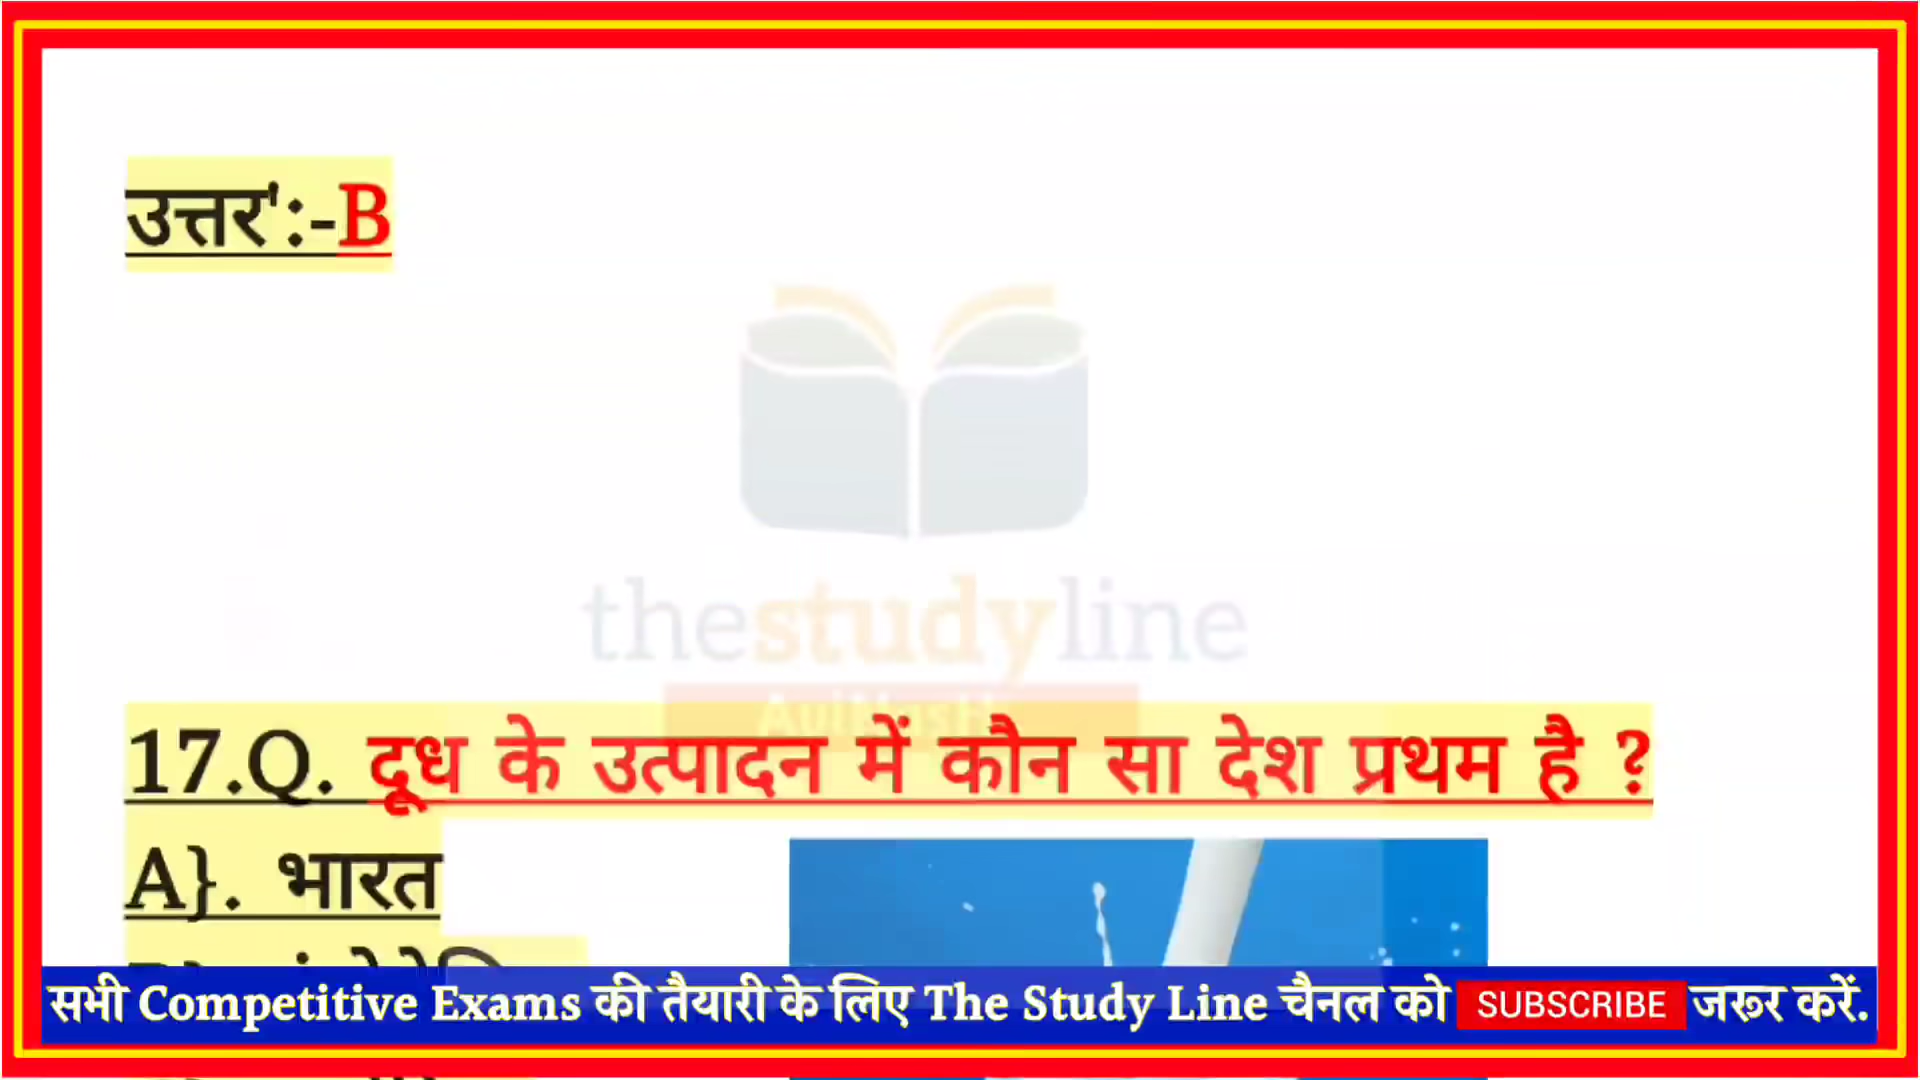 उत्तर':-B
thestudyline
17.Q. दूध के उत्पादन में कौन सा देश प्रथम है ?
A}. भारत
सभी Competitive Exams की तैयारी के लिए The Study Line चैनल को SUBSCRIBE जरूर करें.